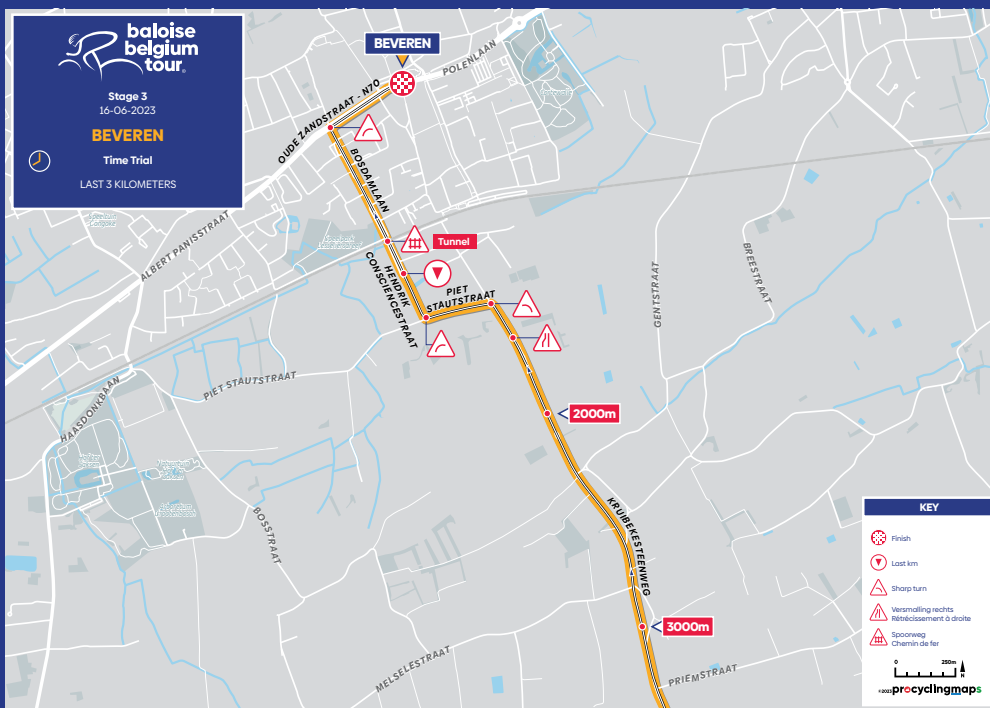 baloise
belgium
tour
Stage 3
16-06-2023
BEVEREN
Time Trial
LAST 3 KILOMETERS
BEVEREN
POLENLAAN
OUDE ZANDSTRAAT - N70
BOSDAMLAAN
ALBERT PANISSTRAAT
Tunnel
HENDRIK
CONSCIENCESTRAAT
PIET
STAUTSTRAAT
GENTSTRAAT
BREESTRAAT
PIET STAUTSTRAAT
HAASDONKBAAN
2000m
BOSSTRAAT
KRUIBEKESTEENWEG
3000m
MELSELESTRAAT
PRIEMSTRAAT
KEY
Finish
Last km
Sharp turn
Versmalling rechts
Rétrécissement à droite
Spoorweg
Chemin de fer
0 250m
N
©2023 procyclingmaps